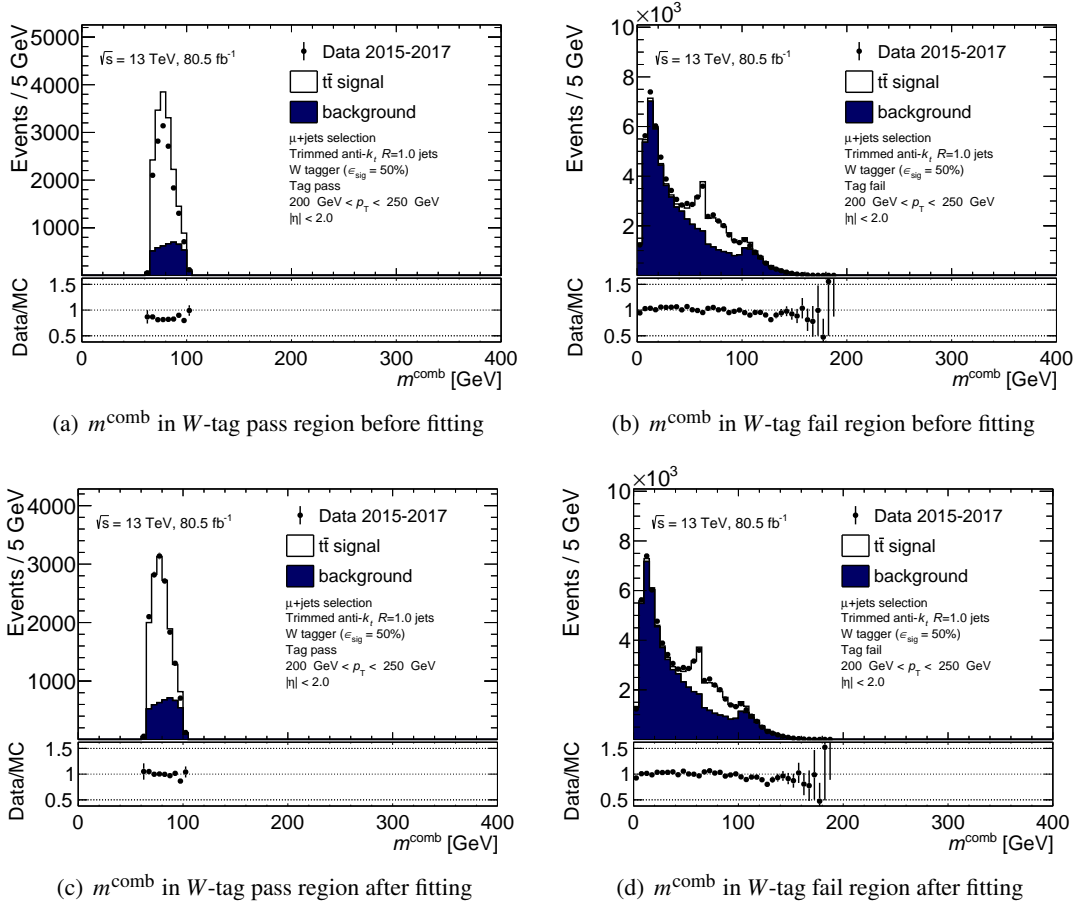 Events / 5 GeV
5000
4000
3000
2000
1000
√s = 13 TeV, 80.5 fb⁻¹
Data 2015-2017
tt̄ signal
background
μ+jets selection
Trimmed anti-kₜ R=1.0 jets
W tagger (ϵsig = 50%)
Tag pass
200 GeV < pT < 250 GeV
|η| < 2.0
Data/MC
1.5
1
0.5
0 100 200 300 400
mᶜᵒᵐᵇ [GeV]
(a) mᶜᵒᵐᵇ in W-tag pass region before fitting
Events / 5 GeV
×10³
10
8
6
4
2
√s = 13 TeV, 80.5 fb⁻¹
Data 2015-2017
tt̄ signal
background
μ+jets selection
Trimmed anti-kₜ R=1.0 jets
W tagger (ϵsig = 50%)
Tag fail
200 GeV < pT < 250 GeV
|η| < 2.0
Data/MC
1.5
1
0.5
0 100 200 300 400
mᶜᵒᵐᵇ [GeV]
(b) mᶜᵒᵐᵇ in W-tag fail region before fitting
Events / 5 GeV
4000
3000
2000
1000
√s = 13 TeV, 80.5 fb⁻¹
Data 2015-2017
tt̄ signal
background
μ+jets selection
Trimmed anti-kₜ R=1.0 jets
W tagger (ϵsig = 50%)
Tag pass
200 GeV < pT < 250 GeV
|η| < 2.0
Data/MC
1.5
1
0.5
0 100 200 300 400
mᶜᵒᵐᵇ [GeV]
(c) mᶜᵒᵐᵇ in W-tag pass region after fitting
Events / 5 GeV
×10³
10
8
6
4
2
√s = 13 TeV, 80.5 fb⁻¹
Data 2015-2017
tt̄ signal
background
μ+jets selection
Trimmed anti-kₜ R=1.0 jets
W tagger (ϵsig = 50%)
Tag fail
200 GeV < pT < 250 GeV
|η| < 2.0
Data/MC
1.5
1
0.5
0 100 200 300 400
mᶜᵒᵐᵇ [GeV]
(d) mᶜᵒᵐᵇ in W-tag fail region after fitting